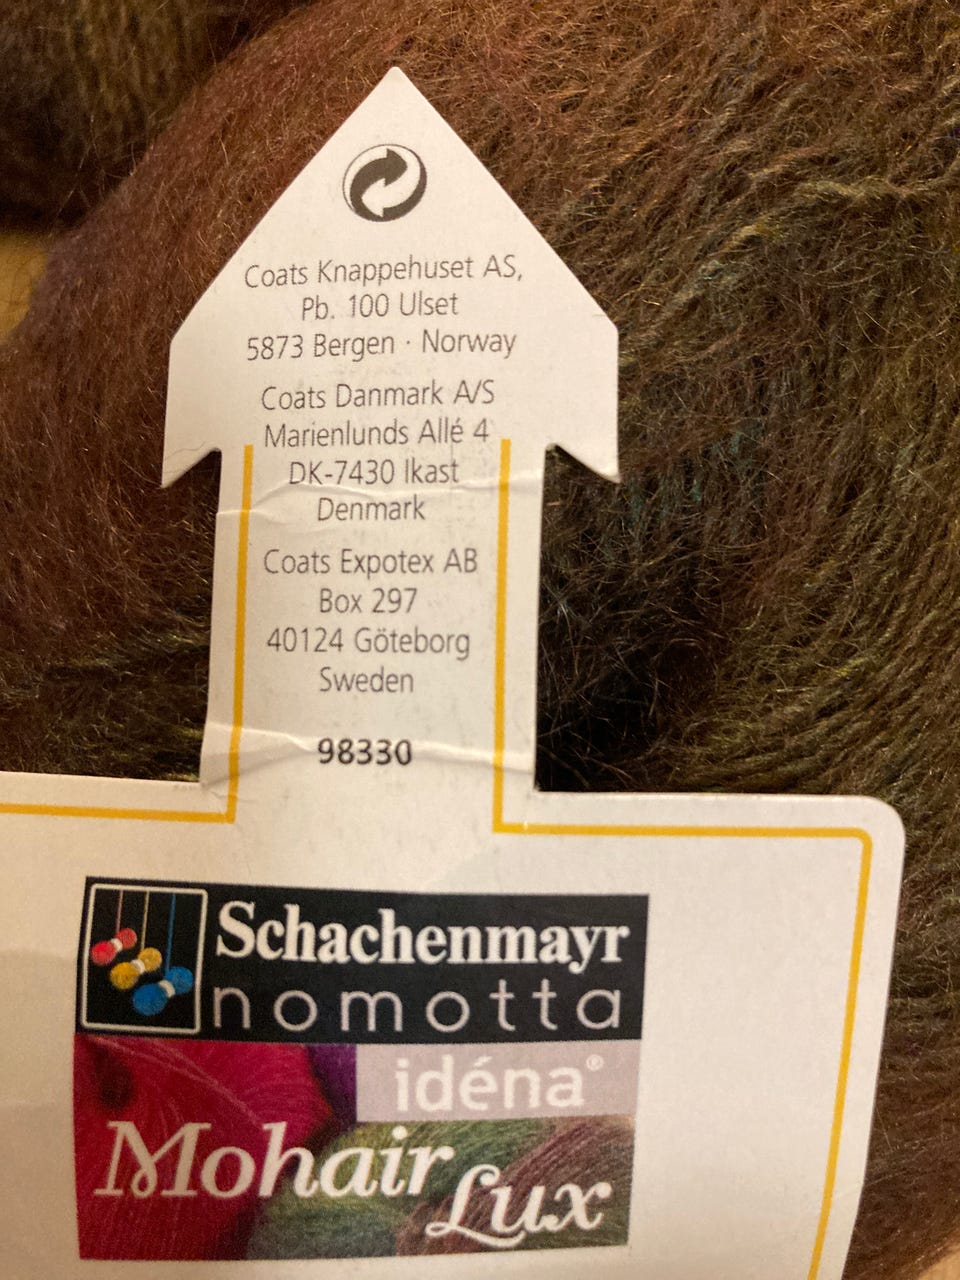 Coats Knappehuset AS,
Pb. 100 Ulset
5873 Bergen · Norway
Coats Danmark A/S
Marienlunds Allé 4
DK-7430 Ikast
Denmark
Coats Expotex AB
Box 297
40124 Göteborg
Sweden
98330
Schachenmayr
nomotta
idéna®
Mohair
Lux